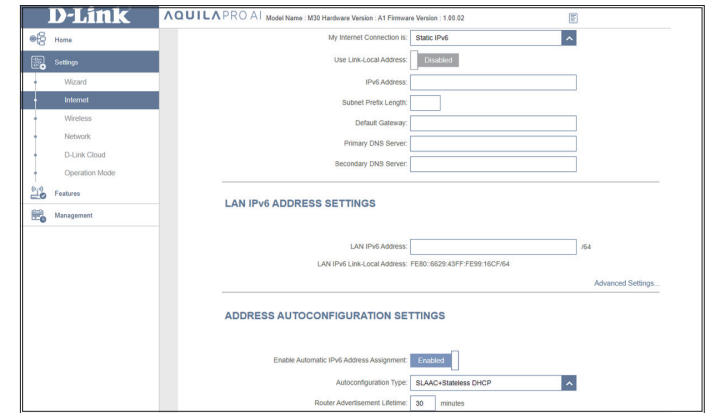 D-Link
AQUILA PRO AI Model Name : M30 Hardware Version : A1 Firmware Version : 1.00.02
Home
Settings
Wizard
Internet
Wireless
Network
D-Link Cloud
Operation Mode
Features
Management
My Internet Connection is: Static IPv6
Use Link-Local Address: Disabled
IPv6 Address:
Subnet Prefix Length:
Default Gateway:
Primary DNS Server:
Secondary DNS Server:
LAN IPv6 ADDRESS SETTINGS
LAN IPv6 Address: /64
LAN IPv6 Link-Local Address: FE80::6629:43FF:FE99:16CF/64
Advanced Settings...
ADDRESS AUTOCONFIGURATION SETTINGS
Enable Automatic IPv6 Address Assignment: Enabled
Autoconfiguration Type: SLAAC+Stateless DHCP
Router Advertisement Lifetime: 30 minutes